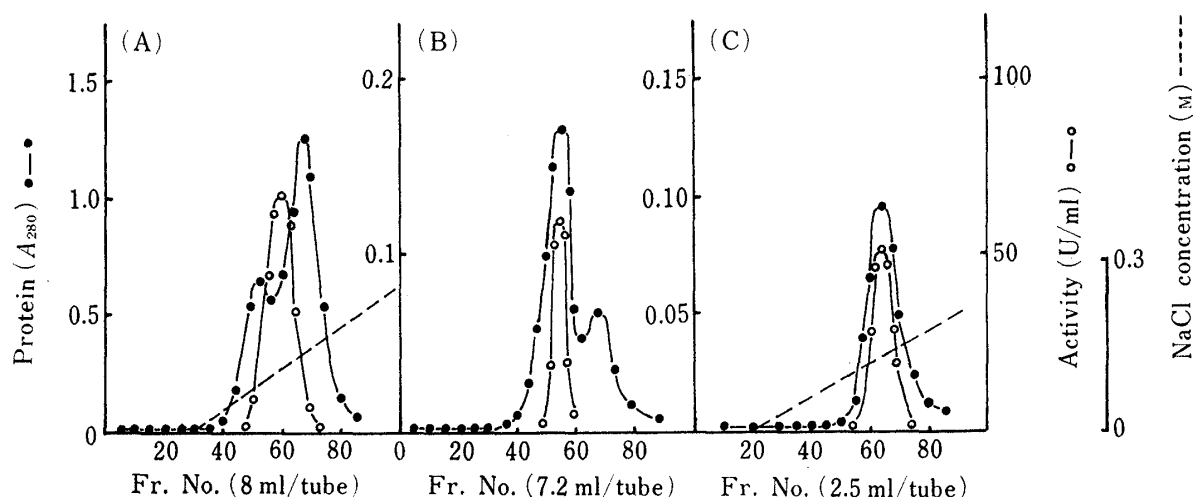 (A)
(B)
(C)
Protein (A280) ●—●
1.5
1.0
0.5
0
0.2
0.1
0.15
0.10
0.05
100
50
Activity (U/ml) o—o
0.3
0
NaCl concentration (M) -----
20 40 60 80
20 40 60 80
20 40 60 80
Fr. No. (8 ml/tube)
Fr. No. (7.2 ml/tube)
Fr. No. (2.5 ml/tube)